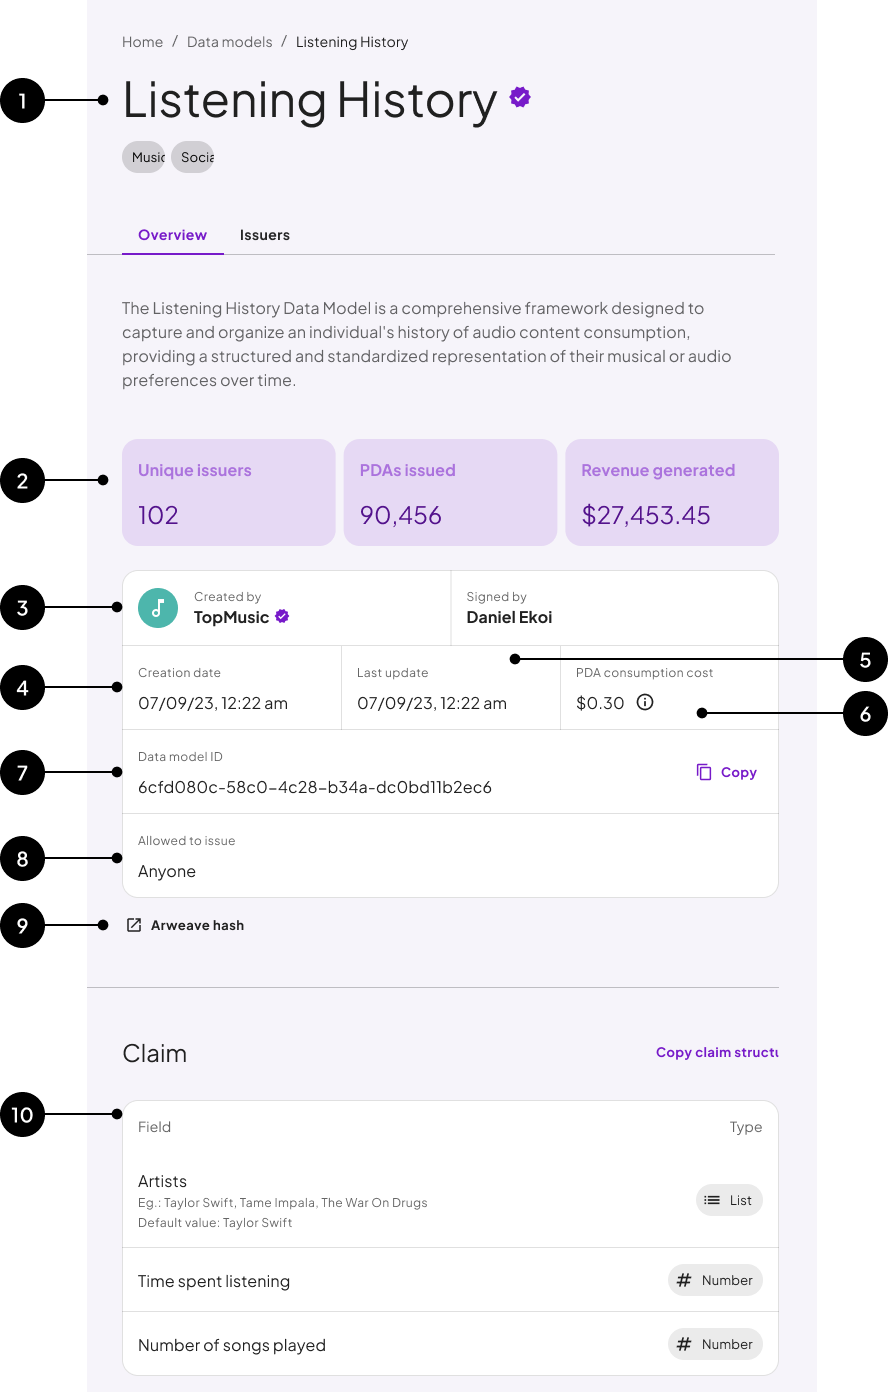 Home / Data models / Listening History
1
Listening History
Music Socia
Overview Issuers
The Listening History Data Model is a comprehensive framework designed to
capture and organize an individual's history of audio content consumption,
providing a structured and standardized representation of their musical or audio
preferences over time.
2
Unique issuers
102
PDAs issued
90,456
Revenue generated
$27,453.45
3
Created by
TopMusic
Signed by
Daniel Ekoi
4
Creation date
07/09/23, 12:22 am
Last update
07/09/23, 12:22 am
5
PDA consumption cost
$0.30
6
7
Data model ID
6cfd080c-58c0-4c28-b34a-dc0bd11b2ec6
Copy
8
Allowed to issue
Anyone
9
Arweave hash
Claim
Copy claim structu
10
Field Type
Artists
Eg.: Taylor Swift, Tame Impala, The War On Drugs
Default value: Taylor Swift
List
Time spent listening
Number
Number of songs played
Number